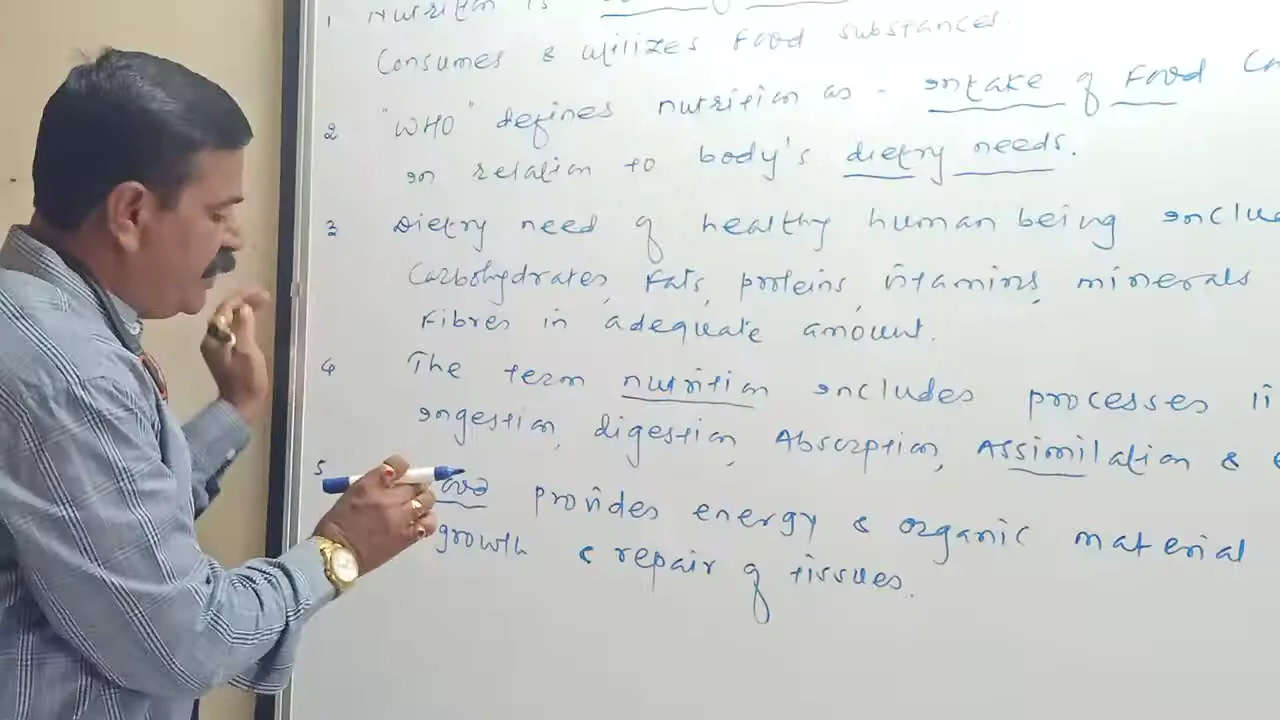 1 Nutrition is
Consumes & utilizes Food substances.
2 "WHO" defines nutrition as - intake of Food
in relation to body's dietry needs.
3 Dietry need of healthy human being inclu
Carbohydrates, Fats, proteins, vitamins, minerals
Fibres in adequate amount.
4 The term nutrition includes processes
ingestion, digestion, Absorption, Assimilation &
5 provides energy & organic material
growth & repair of tissues.